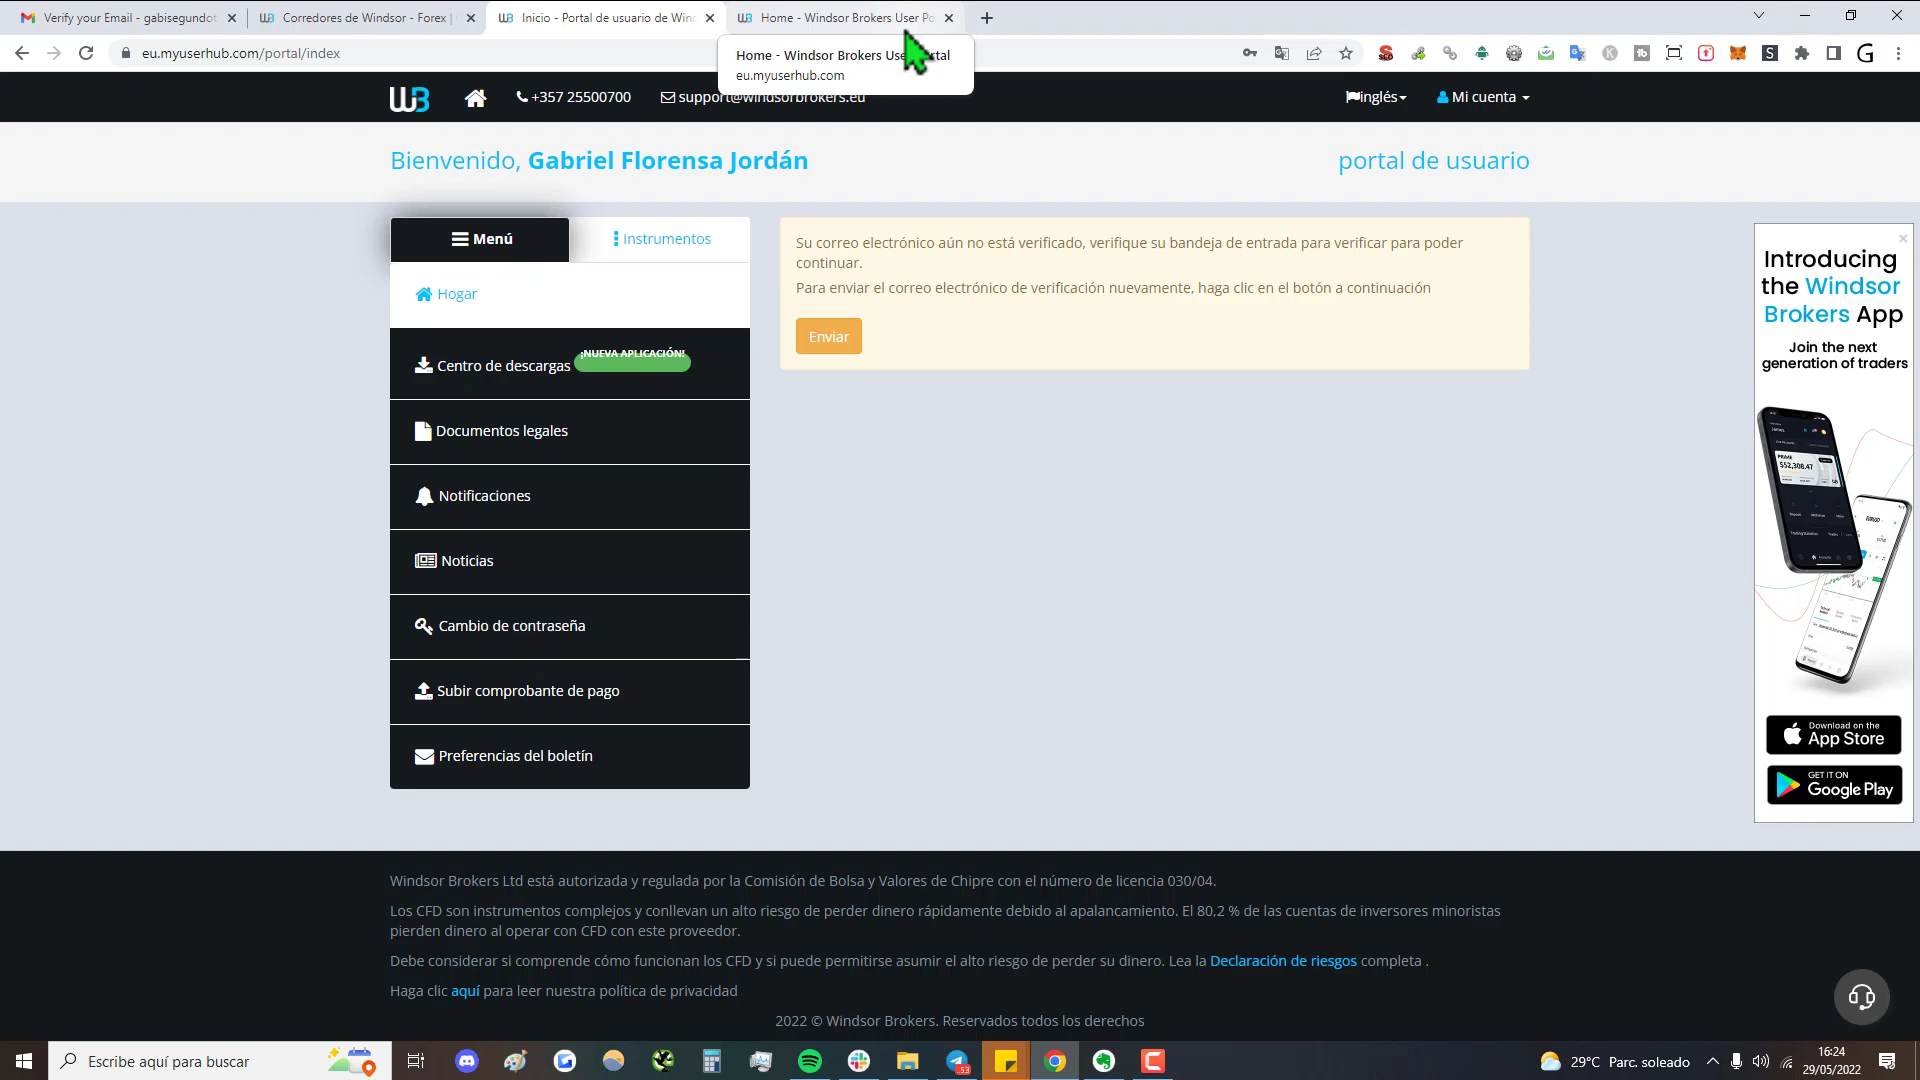 Verify your Email - gabisegundot
Corredores de Windsor - Forex |
Inicio - Portal de usuario de Win
Home - Windsor Brokers User Po
eu.myuserhub.com/portal/index
Home - Windsor Brokers Use tal
eu.myuserhub.com
WB
+357 25500700
support@windsorbrokers.eu
inglés
Mi cuenta
Bienvenido, Gabriel Florensa Jordán
portal de usuario
Menú
Instrumentos
Hogar
Centro de descargas
¡NUEVA APLICACIÓN!
Documentos legales
Notificaciones
Noticias
Cambio de contraseña
Subir comprobante de pago
Preferencias del boletín
Su correo electrónico aún no está verificado, verifique su bandeja de entrada para verificar para poder
continuar.
Para enviar el correo electrónico de verificación nuevamente, haga clic en el botón a continuación
Enviar
Introducing
the Windsor
Brokers App
Join the next
generation of traders
PRIME
$52,308.47
Download on the
App Store
GET IT ON
Google Play
Windsor Brokers Ltd está autorizada y regulada por la Comisión de Bolsa y Valores de Chipre con el número de licencia 030/04.
Los CFD son instrumentos complejos y conllevan un alto riesgo de perder dinero rápidamente debido al apalancamiento. El 80,2 % de las cuentas de inversores minoristas
pierden dinero al operar con CFD con este proveedor.
Debe considerar si comprende cómo funcionan los CFD y si puede permitirse asumir el alto riesgo de perder su dinero. Lea la Declaración de riesgos completa .
Haga clic aquí para leer nuestra política de privacidad
2022 © Windsor Brokers. Reservados todos los derechos
Escribe aquí para buscar
53
29°C Parc. soleado
16:24
29/05/2022